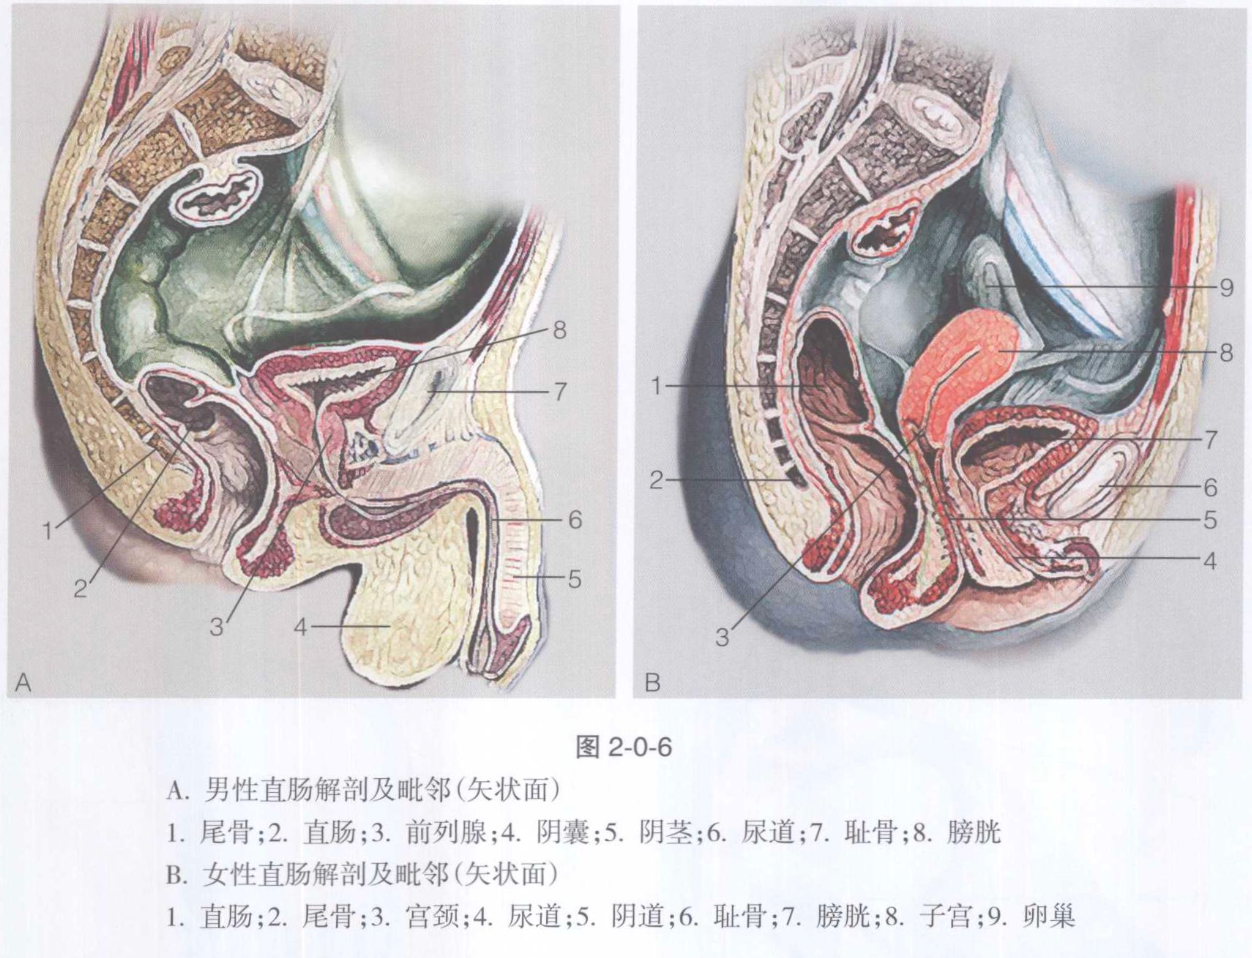 8
7
1
6
2
5
3
4
A
9
8
1
7
2
6
5
4
3
B
图 2-0-6
A. 男性直肠解剖及毗邻(矢状面)
1. 尾骨;2. 直肠;3. 前列腺;4. 阴囊;5. 阴茎;6. 尿道;7. 耻骨;8. 膀胱
B. 女性直肠解剖及毗邻(矢状面)
1. 直肠;2. 尾骨;3. 宫颈;4. 尿道;5. 阴道;6. 耻骨;7. 膀胱;8. 子宫;9. 卵巢